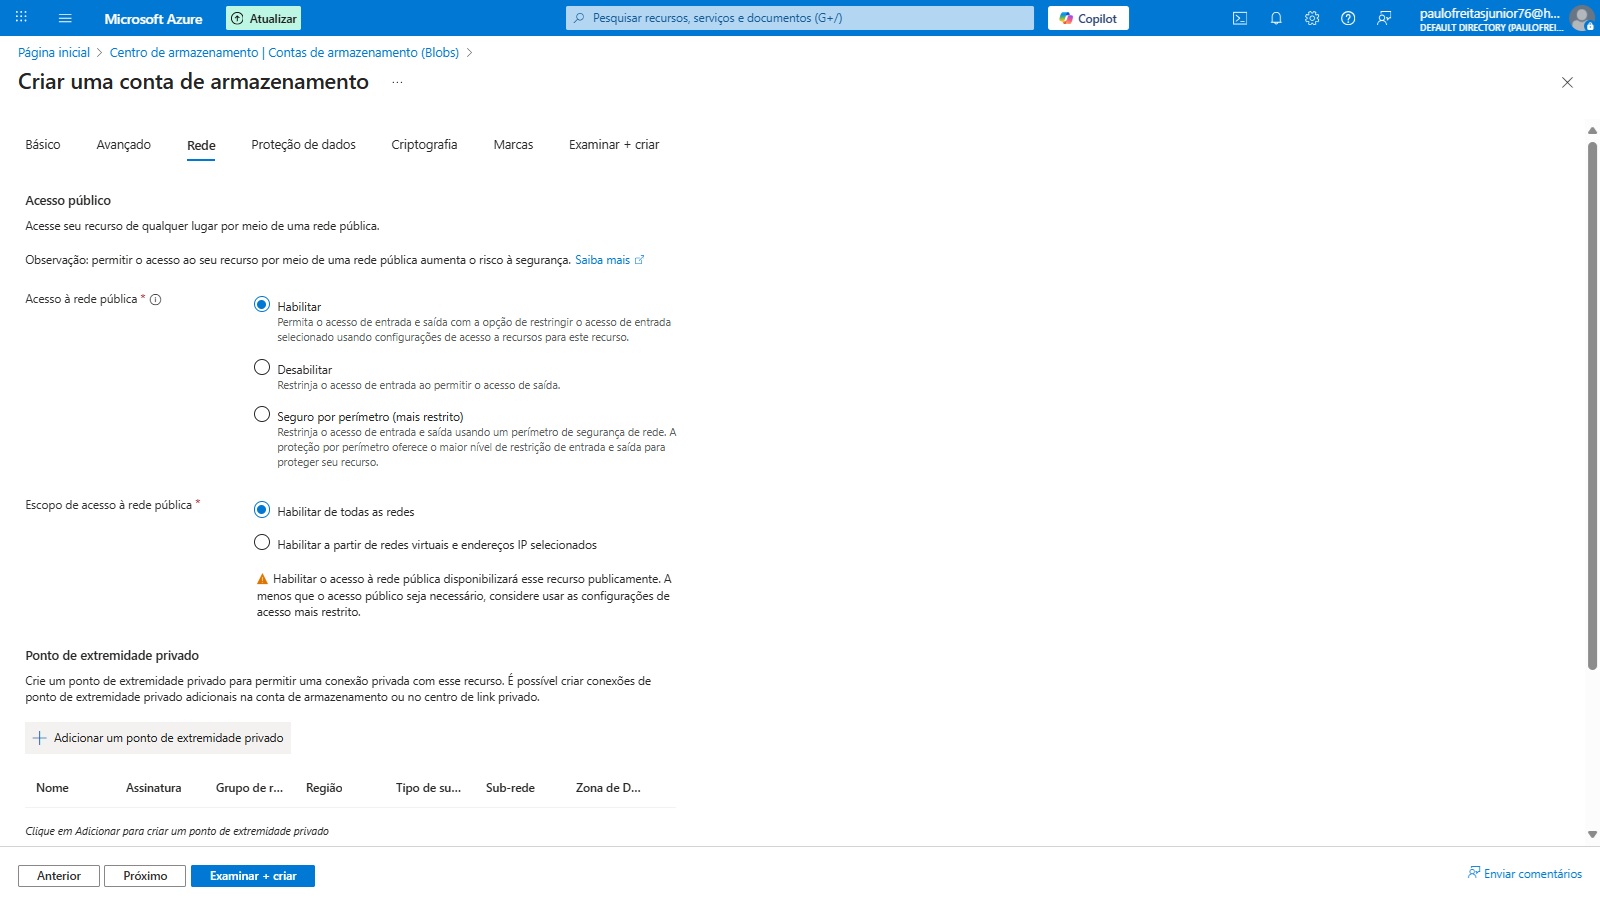 Microsoft Azure
Atualizar
Pesquisar recursos, serviços e documentos (G+/)
Copilot
paulofreitasjunior76@h...
DEFAULT DIRECTORY (PAULOFREI...
Página inicial > Centro de armazenamento | Contas de armazenamento (Blobs) >
Criar uma conta de armazenamento ...
Básico Avançado Rede Proteção de dados Criptografia Marcas Examinar + criar
Acesso público
Acesse seu recurso de qualquer lugar por meio de uma rede pública.
Observação: permitir o acesso ao seu recurso por meio de uma rede pública aumenta o risco à segurança. Saiba mais
Acesso à rede pública *
Habilitar
Permita o acesso de entrada e saída com a opção de restringir o acesso de entrada
selecionado usando configurações de acesso a recursos para este recurso.
Desabilitar
Restrinja o acesso de entrada ao permitir o acesso de saída.
Seguro por perímetro (mais restrito)
Restrinja o acesso de entrada e saída usando um perímetro de segurança de rede. A
proteção por perímetro oferece o maior nível de restrição de entrada e saída para
proteger seu recurso.
Escopo de acesso à rede pública *
Habilitar de todas as redes
Habilitar a partir de redes virtuais e endereços IP selecionados
Habilitar o acesso à rede pública disponibilizará esse recurso publicamente. A
menos que o acesso público seja necessário, considere usar as configurações de
acesso mais restrito.
Ponto de extremidade privado
Crie um ponto de extremidade privado para permitir uma conexão privada com esse recurso. É possível criar conexões de
ponto de extremidade privado adicionais na conta de armazenamento ou no centro de link privado.
Adicionar um ponto de extremidade privado
Nome Assinatura Grupo de r... Região Tipo de su... Sub-rede Zona de D...
Clique em Adicionar para criar um ponto de extremidade privado
Anterior Próximo Examinar + criar
Enviar comentários